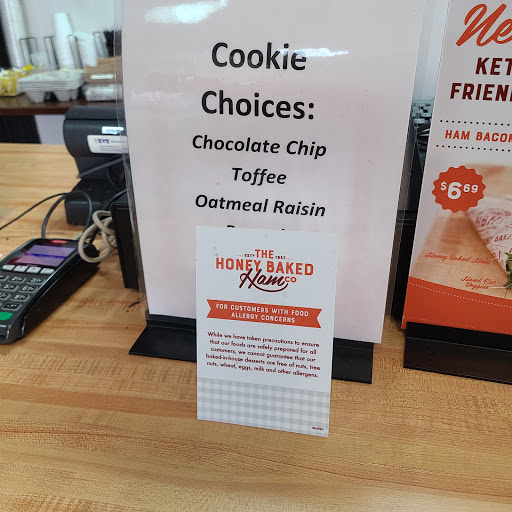 Cookie
Choices:
Chocolate Chip
Toffee
Oatmeal Raisin
THE
ESTD 1957
HONEY BAKED
Ham CO
FOR CUSTOMERS WITH FOOD
ALLERGY CONCERNS
While we have taken precautions to ensure
that our foods are safely prepared for all
customers, we cannot guarantee that our
baked-in-house desserts are free of nuts, tree
nuts, wheat, eggs, milk and other allergens.
KET
FRIEN
HAM BACON
$6.69